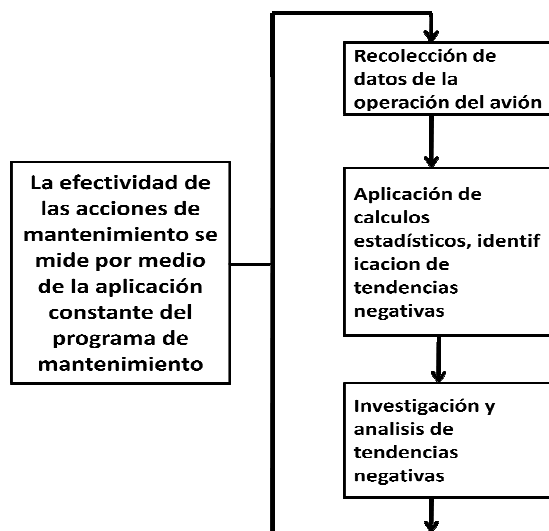 La efectividad de
las acciones de
mantenimiento se
mide por medio
de la aplicación
constante del
programa de
mantenimiento
Recolección de
datos de la
operación del avión
Aplicación de
calculos
estadísticos, identif
icacion de
tendencias
negativas
Investigación y
analisis de
tendencias
negativas